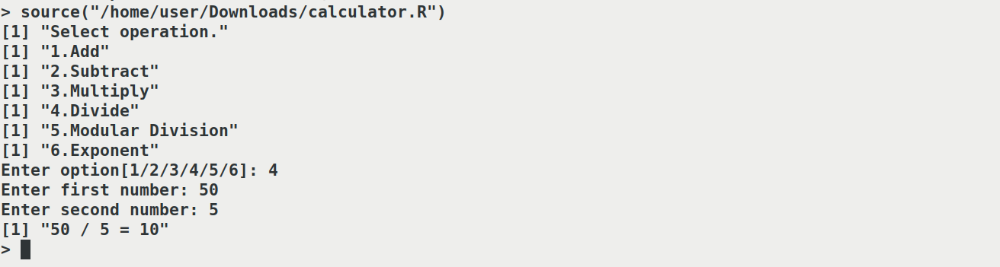 > source("/home/user/Downloads/calculator.R")
[1] "Select operation."
[1] "1.Add"
[1] "2.Subtract"
[1] "3.Multiply"
[1] "4.Divide"
[1] "5.Modular Division"
[1] "6.Exponent"
Enter option[1/2/3/4/5/6]: 4
Enter first number: 50
Enter second number: 5
[1] "50 / 5 = 10"
>